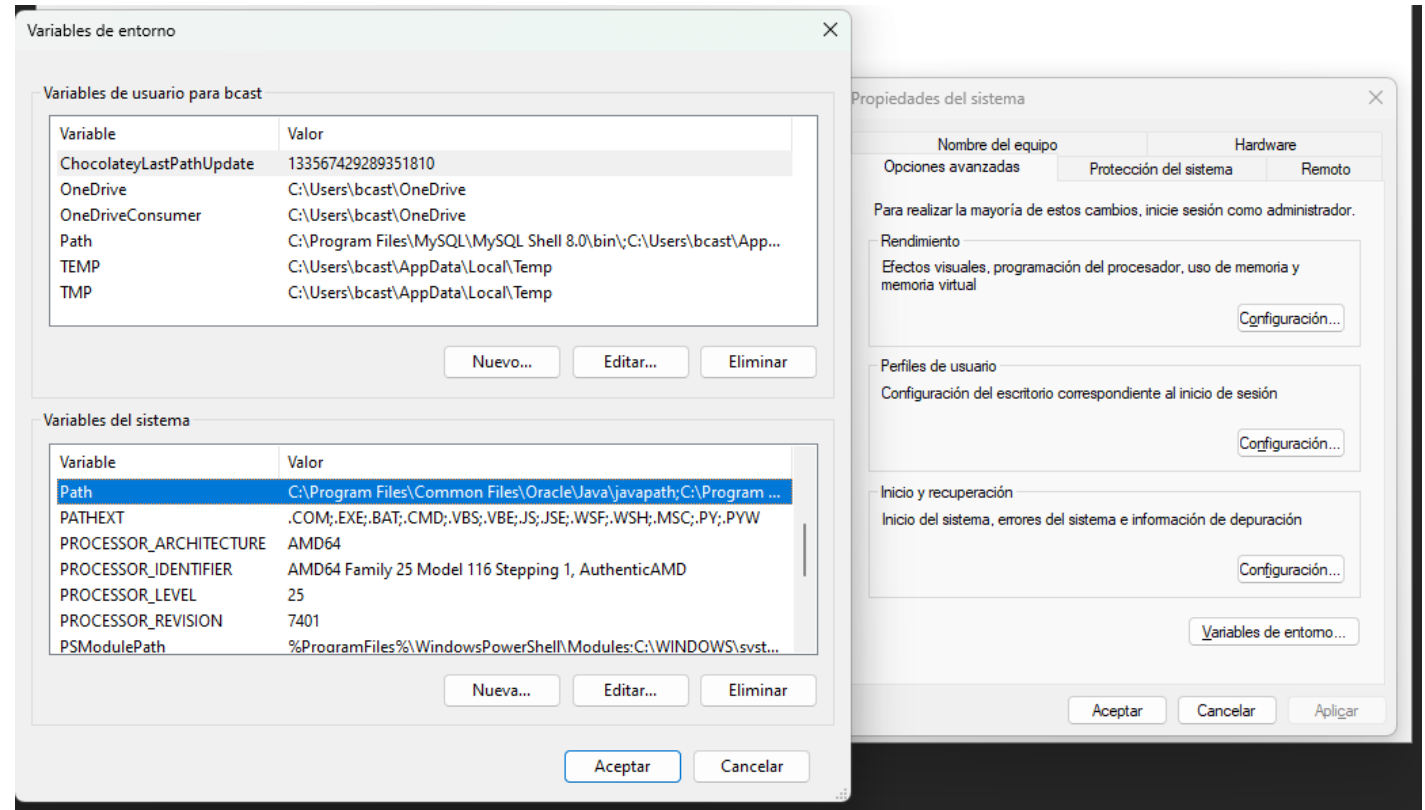 Variables de entorno
Variables de usuario para bcast
Variable Valor
ChocolateyLastPathUpdate 133567429289351810
OneDrive C:\Users\bcast\OneDrive
OneDriveConsumer C:\Users\bcast\OneDrive
Path C:\Program Files\MySQL\MySQL Shell 8.0\bin\;C:\Users\bcast\App...
TEMP C:\Users\bcast\AppData\Local\Temp
TMP C:\Users\bcast\AppData\Local\Temp
Nuevo... Editar... Eliminar
Variables del sistema
Variable Valor
Path C:\Program Files\Common Files\Oracle\Java\javapath;C:\Program ...
PATHEXT .COM;.EXE;.BAT;.CMD;.VBS;.VBE;.JS;.JSE;.WSF;.WSH;.MSC;.PY;.PYW
PROCESSOR_ARCHITECTURE AMD64
PROCESSOR_IDENTIFIER AMD64 Family 25 Model 116 Stepping 1, AuthenticAMD
PROCESSOR_LEVEL 25
PROCESSOR_REVISION 7401
PSModulePath %ProgramFiles%\WindowsPowerShell\Modules;C:\WINDOWS\syst...
Nueva... Editar... Eliminar
Aceptar Cancelar
Propiedades del sistema
Nombre del equipo Hardware
Opciones avanzadas Protección del sistema Remoto
Para realizar la mayoría de estos cambios, inicie sesión como administrador.
Rendimiento
Efectos visuales, programación del procesador, uso de memoria y
memoria virtual
Configuración...
Perfiles de usuario
Configuración del escritorio correspondiente al inicio de sesión
Configuración...
Inicio y recuperación
Inicio del sistema, errores del sistema e información de depuración
Configuración...
Variables de entorno...
Aceptar Cancelar Aplicar